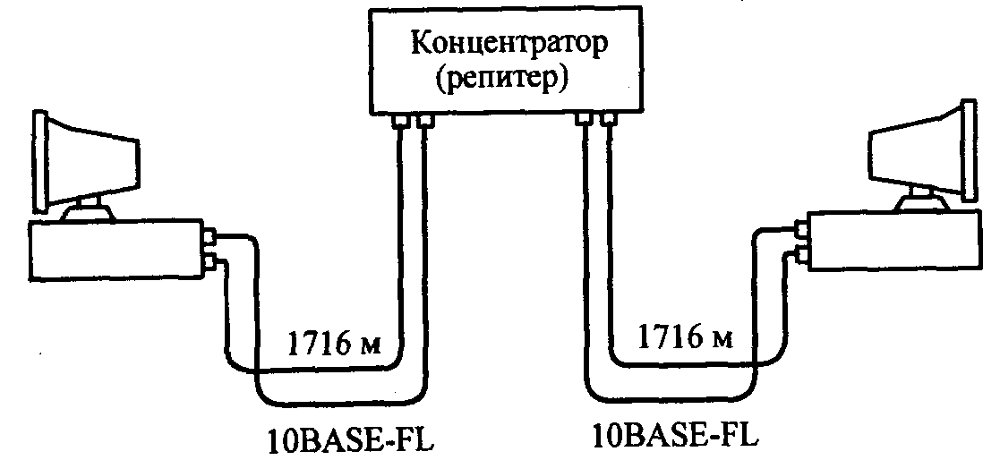 Концентратор
(репитер)
1716 м
1716 м
10BASE-FL
10BASE-FL